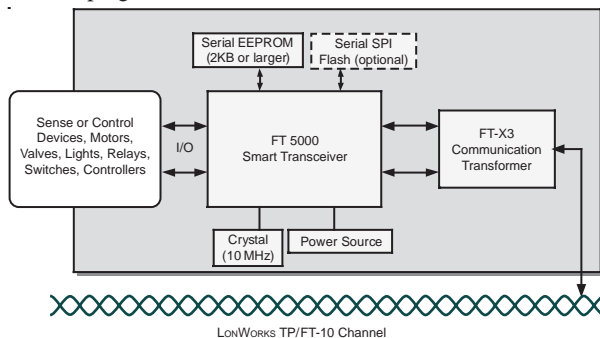 Serial EEPROM
(2KB or larger)
Serial SPI
Flash (optional)
Sense or Control
Devices, Motors,
Valves, Lights, Relays,
Switches, Controllers
I/O
FT 5000
Smart Transceiver
FT-X3
Communication
Transformer
Crystal
(10 MHz)
Power Source
LONWORKS TP/FT-10 Channel